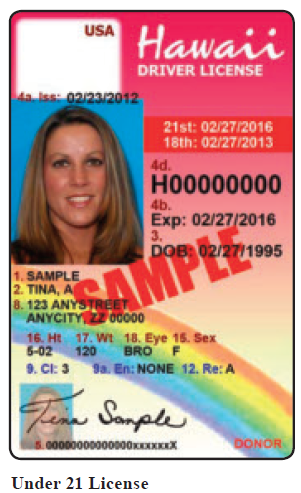 USA
Hawaii
DRIVER LICENSE
4a. Iss: 02/23/2012
21st: 02/27/2016
18th: 02/27/2013
4d.
H00000000
4b.
Exp: 02/27/2016
3.
DOB: 02/27/1995
SAMPLE
1. SAMPLE
2. TINA, A
8. 123 ANYSTREET
ANYCITY, ZZ 00000
16. Ht 17. Wt 18. Eye 15. Sex
5-02 120 BRO F
9. Cl: 3 9a. En: NONE 12. Re: A
Tina Sample
5. 00000000000000xxxxxxX
DONOR
Under 21 License